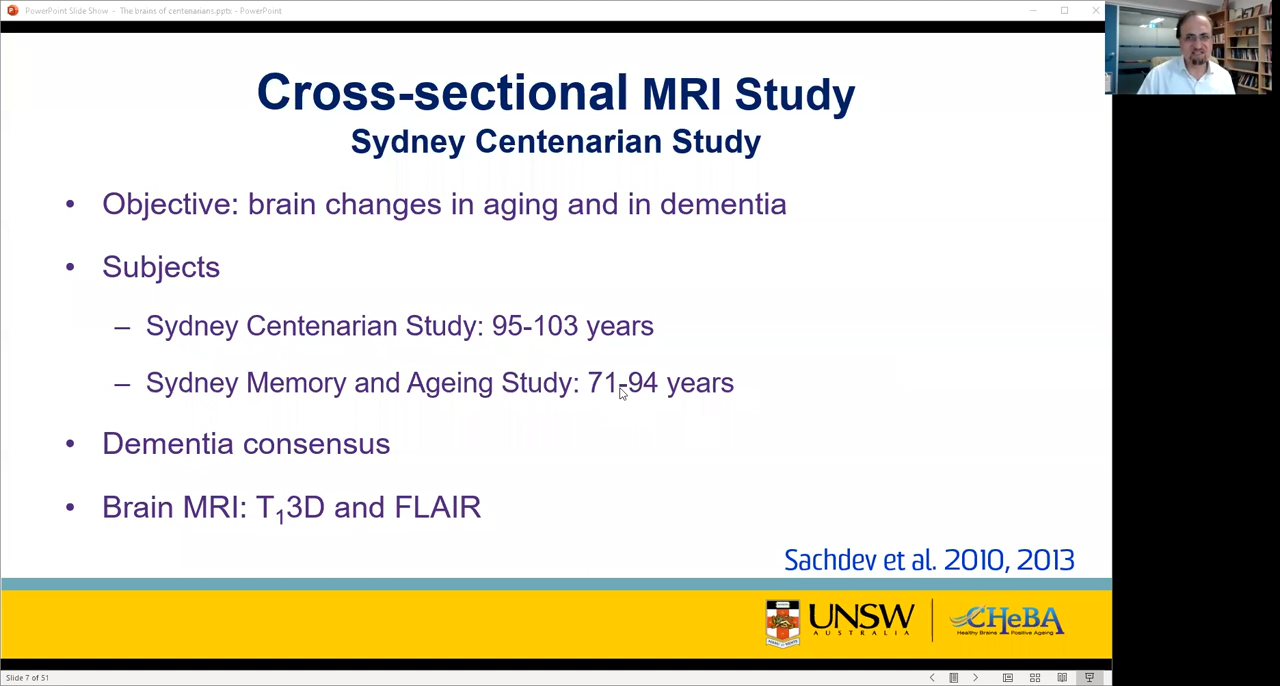 PowerPoint Slide Show - The brains of centenarians.pptx - PowerPoint
Cross-sectional MRI Study
Sydney Centenarian Study
• Objective: brain changes in aging and in dementia
• Subjects
– Sydney Centenarian Study: 95-103 years
– Sydney Memory and Ageing Study: 71-94 years
• Dementia consensus
• Brain MRI: T₁3D and FLAIR
Sachdev et al. 2010, 2013
UNSW
AUSTRALIA
CHeBA
Healthy Brains Positive Ageing
Slide 7 of 51